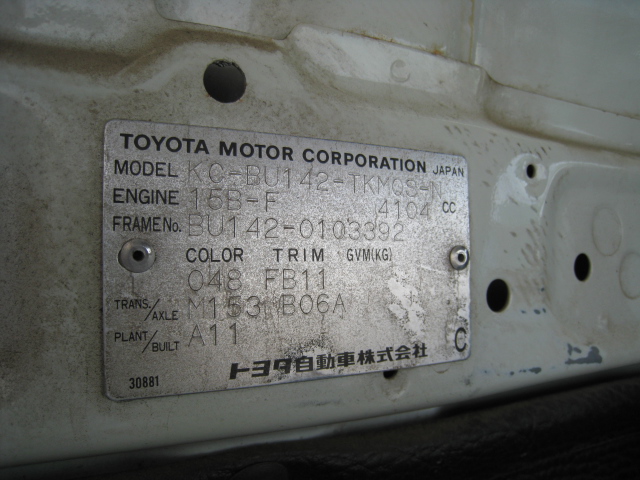 TOYOTA MOTOR CORPORATION JAPAN
MODEL KC-BU142-TKMQS-N
ENGINE 15B-F 4104 CC
FRAME No. BU142-0103392
COLOR TRIM GVM(KG)
048 FB11
TRANS./AXLE M153 B06A
PLANT/BUILT A11
トヨタ自動車株式会社 C
30881